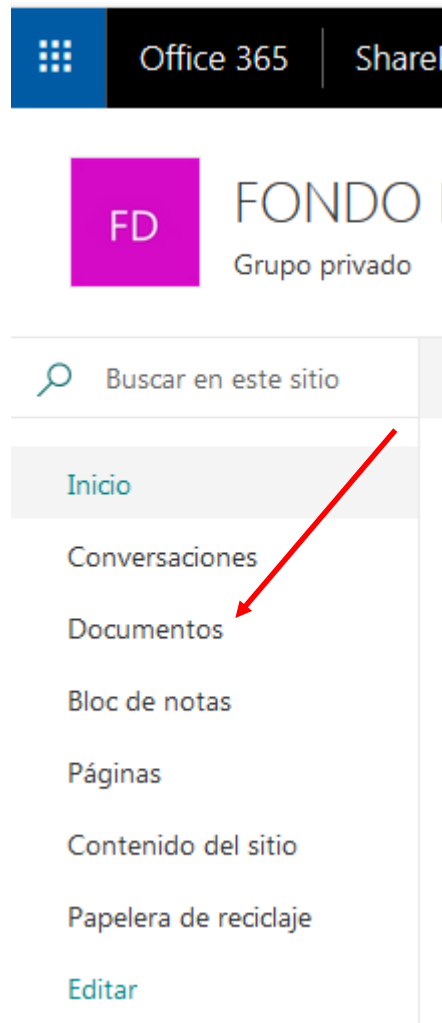 Office 365 Share
FD
FONDO
Grupo privado
Buscar en este sitio
Inicio
Conversaciones
Documentos
Bloc de notas
Páginas
Contenido del sitio
Papelera de reciclaje
Editar